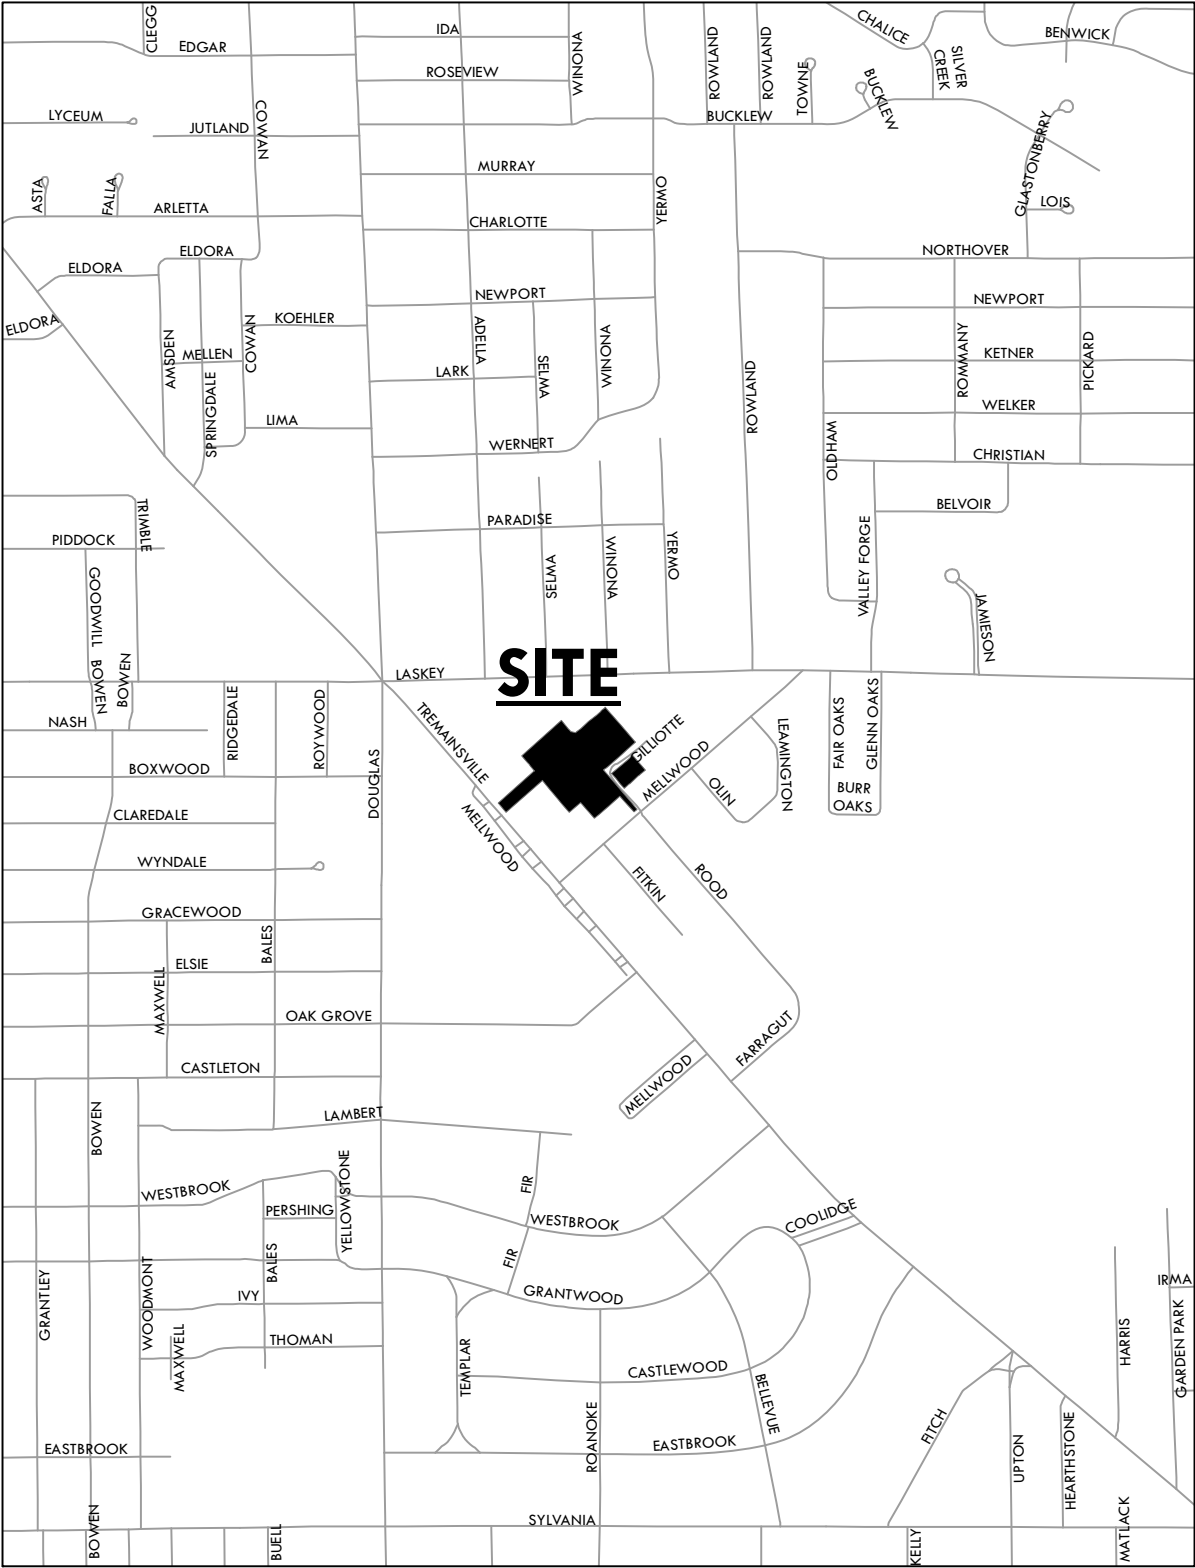 CLEGG
EDGAR
IDA
WINONA
ROWLAND
ROWLAND
TOWNE
CHALICE
SILVER
CREEK
BENWICK
ROSEVIEW
BUCKLEW
LYCEUM
JUTLAND
COWAN
BUCKLEW
GLASTONBERRY
ASTA
FALLA
ARLETTA
MURRAY
YERMO
LOIS
CHARLOTTE
ELDORA
NORTHOVER
ELDORA
NEWPORT
NEWPORT
ELDORA
KOEHLER
AMSDEN
MELLEN
COWAN
ADELLA
SELMA
WINONA
ROMMANY
KETNER
PICKARD
LARK
ROWLAND
SPRINGDALE
LIMA
WELKER
WERNERT
OLDHAM
CHRISTIAN
TRIMBLE
PARADISE
BELVOIR
PIDDOCK
GOODWILL
SELMA
WINONA
YERMO
VALLEY FORGE
JAMIESON
BOWEN
BOWEN
LASKEY
SITE
NASH
RIDGEDALE
ROYWOOD
TREMAINSVILLE
GILLIOTTE
LEAMINGTON
FAIR OAKS
GLENN OAKS
BOXWOOD
DOUGLAS
MELLWOOD
OLIN
BURR
OAKS
CLAREDALE
MELLWOOD
WYNDALE
FITKIN
ROOD
GRACEWOOD
BALES
ELSIE
MAXWELL
OAK GROVE
FARRAGUT
CASTLETON
MELLWOOD
BOWEN
LAMBERT
WESTBROOK
YELLOWSTONE
FIR
PERSHING
WESTBROOK
COOLIDGE
BALES
FIR
GRANTLEY
WOODMONT
IVY
GRANTWOOD
IRMA
MAXWELL
THOMAN
TEMPLAR
CASTLEWOOD
HARRIS
GARDEN PARK
BELLEVUE
EASTBROOK
ROANOKE
EASTBROOK
FITCH
UPTON
HEARTHSTONE
BOWEN
BUELL
SYLVANIA
KELLY
MATLACK